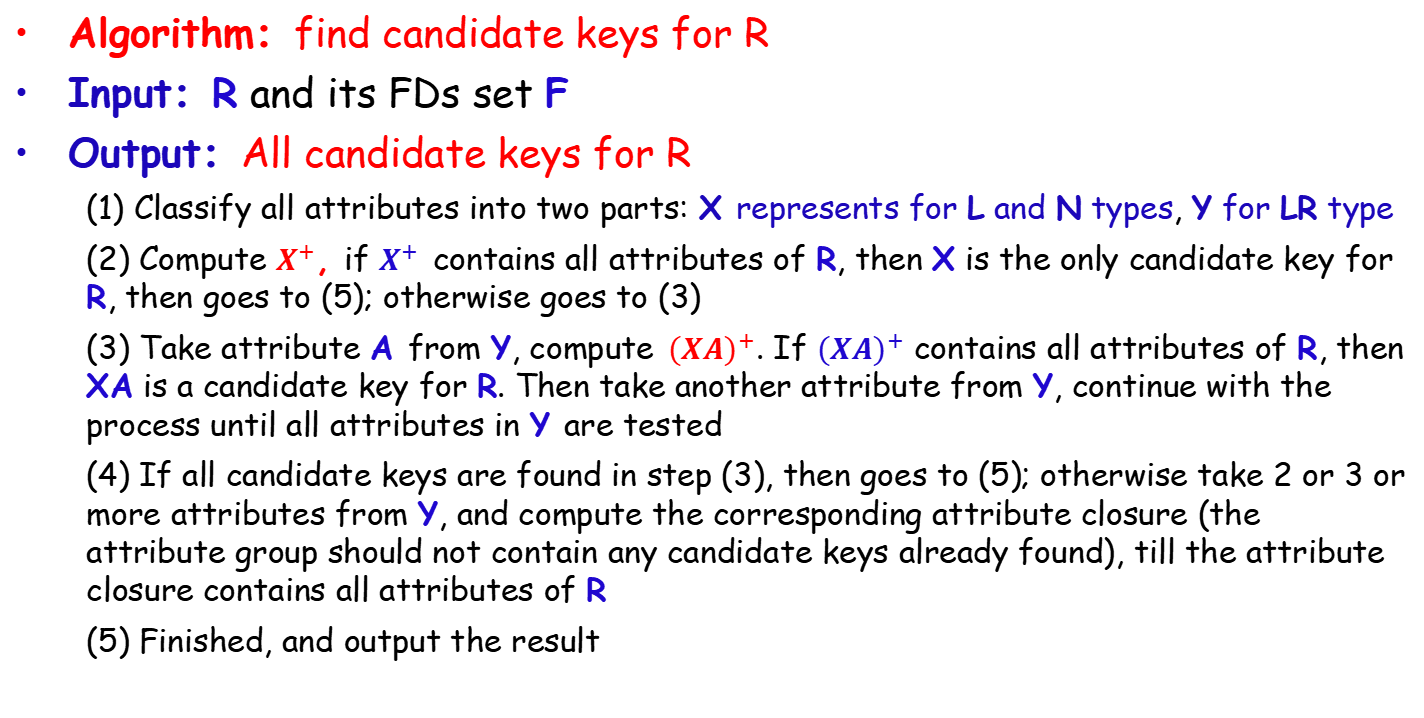 • Algorithm: find candidate keys for R
• Input: R and its FDs set F
• Output: All candidate keys for R
(1) Classify all attributes into two parts: X represents for L and N types, Y for LR type
(2) Compute X⁺, if X⁺ contains all attributes of R, then X is the only candidate key for
R, then goes to (5); otherwise goes to (3)
(3) Take attribute A from Y, compute (XA)⁺. If (XA)⁺ contains all attributes of R, then
XA is a candidate key for R. Then take another attribute from Y, continue with the
process until all attributes in Y are tested
(4) If all candidate keys are found in step (3), then goes to (5); otherwise take 2 or 3 or
more attributes from Y, and compute the corresponding attribute closure (the
attribute group should not contain any candidate keys already found), till the attribute
closure contains all attributes of R
(5) Finished, and output the result